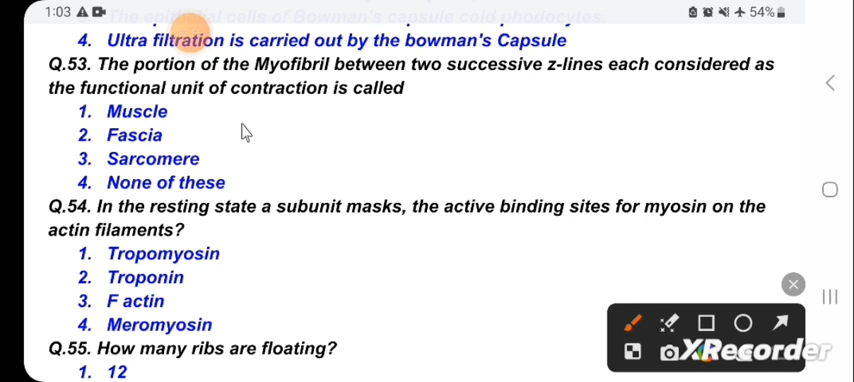 1:03
54%
The epithelial cells of Bowman's capsule cold phodocytes.
4. Ultra filtration is carried out by the bowman's Capsule
Q.53. The portion of the Myofibril between two successive z-lines each considered as
the functional unit of contraction is called
1. Muscle
2. Fascia
3. Sarcomere
4. None of these
Q.54. In the resting state a subunit masks, the active binding sites for myosin on the
actin filaments?
1. Tropomyosin
2. Troponin
3. F actin
4. Meromyosin
Q.55. How many ribs are floating?
1. 12
XRecorder